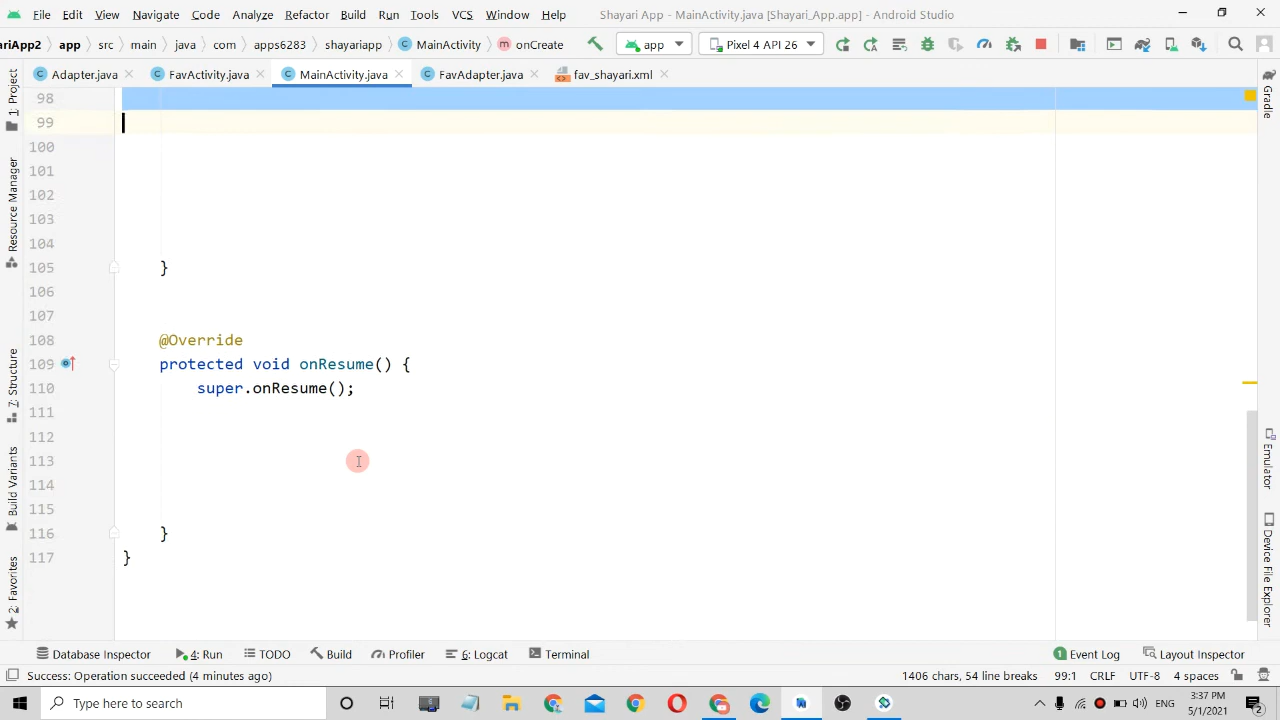 File Edit View Navigate Code Analyze Refactor Build Run Tools VCS Window Help Shayari App - MainActivity.java [Shayari_App.app] - Android Studio
ariApp2 app src main java com apps6283 shayariapp MainActivity onCreate app Pixel 4 API 26
Adapter.java FavActivity.java MainActivity.java FavAdapter.java fav_shayari.xml
1: Project
Resource Manager
7: Structure
Build Variants
2: Favorites
98
99
100
101
102
103
104
105 }
106
107
108 @Override
109 protected void onResume() {
110 super.onResume();
111
112
113
114
115
116 }
117 }
Gradle
Emulator
Device File Explorer
Database Inspector 4: Run TODO Build Profiler 6: Logcat Terminal 1 Event Log Layout Inspector
Success: Operation succeeded (4 minutes ago) 1406 chars, 54 line breaks 99:1 CRLF UTF-8 4 spaces
Type here to search ENG 3:37 PM
5/1/2021 2